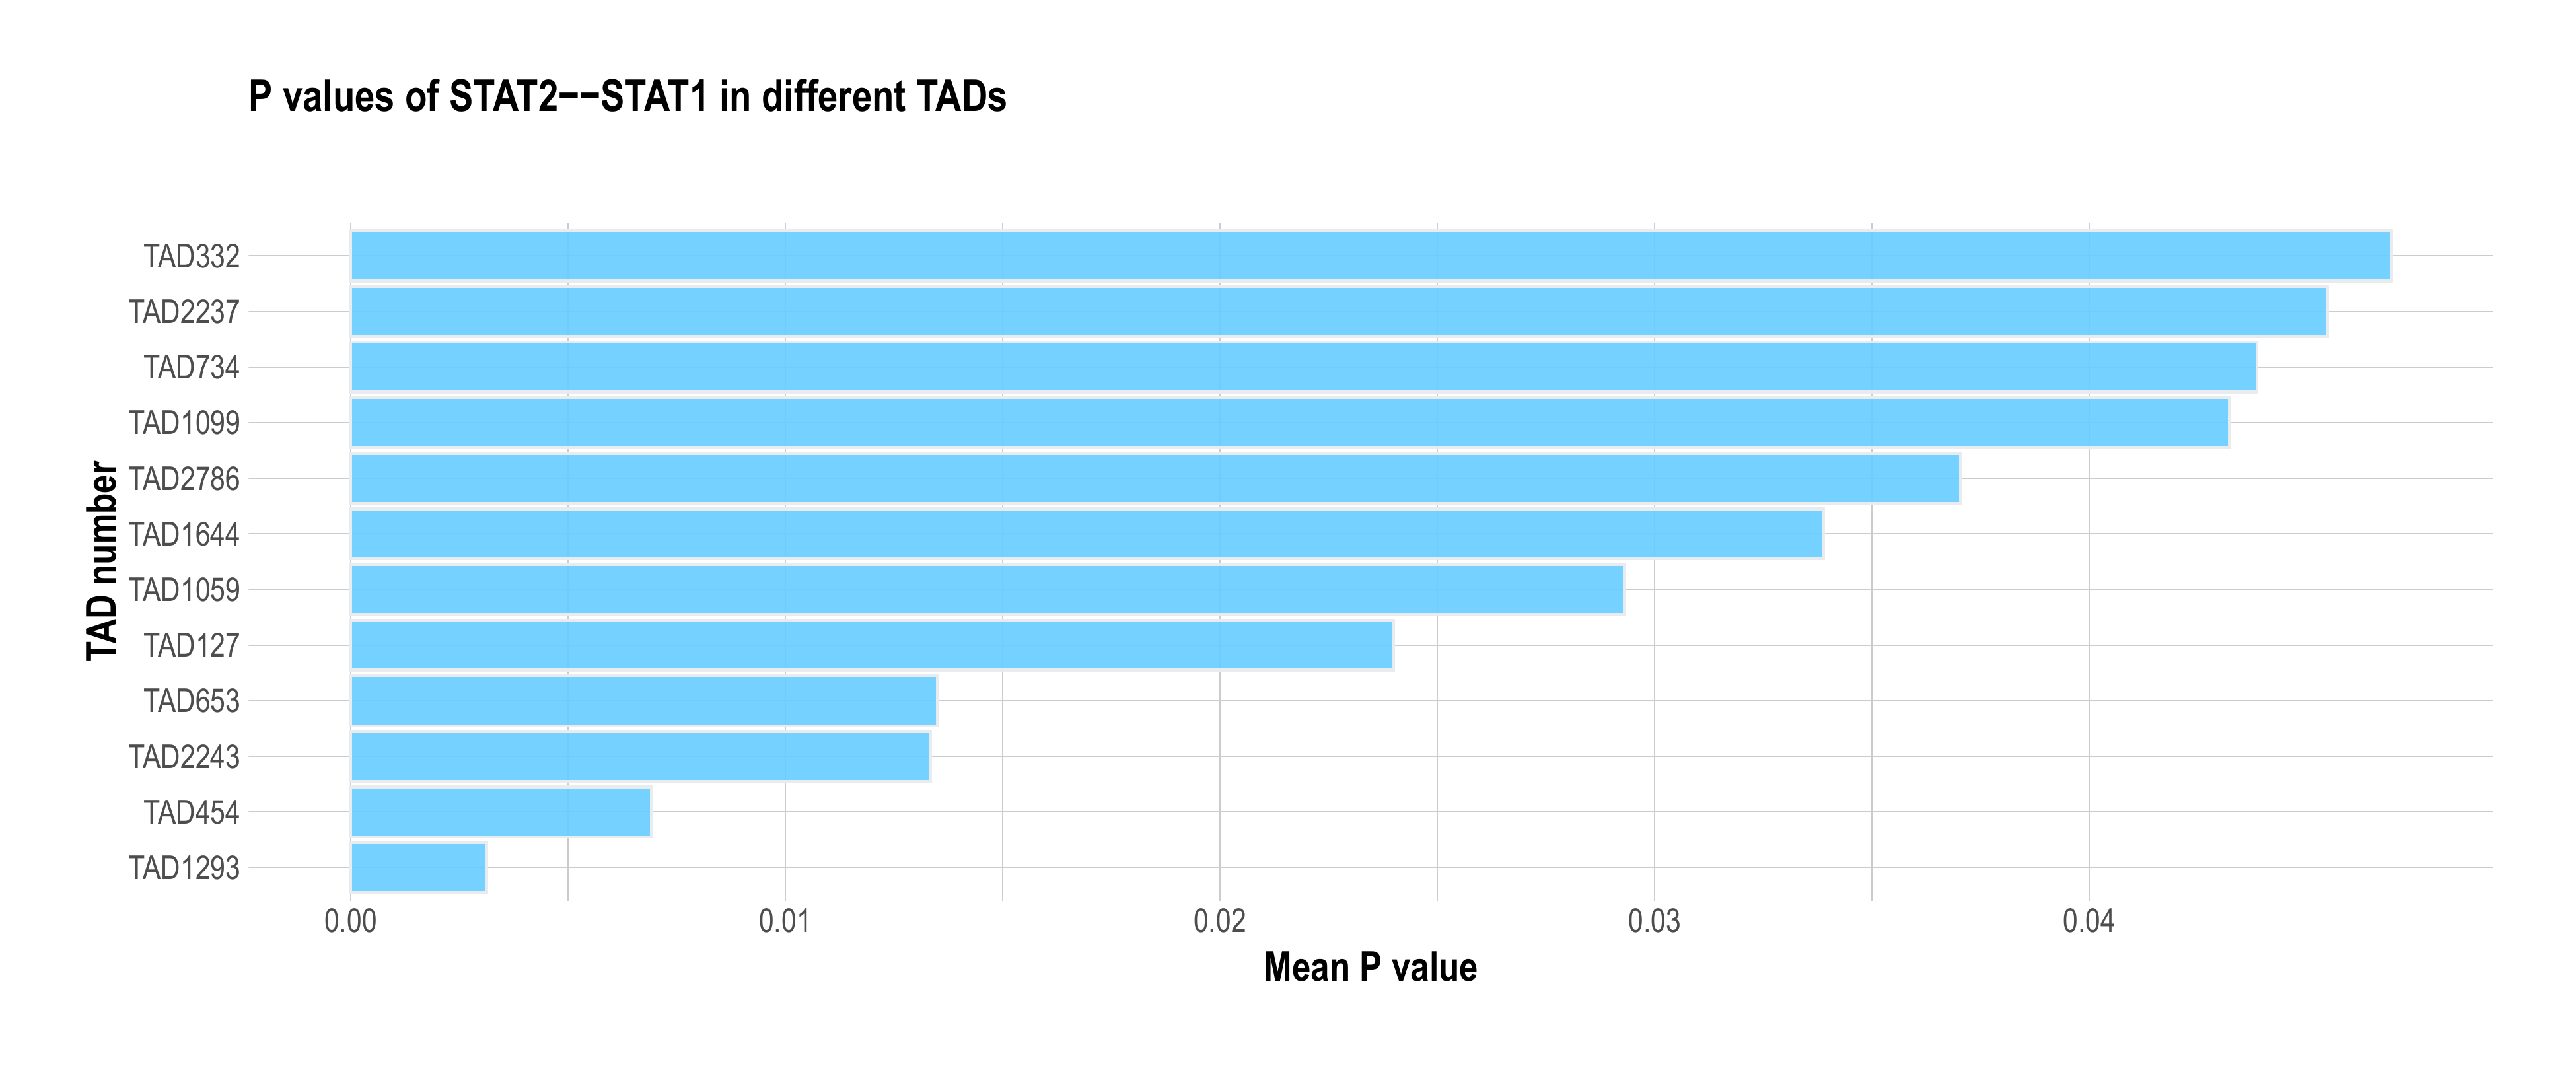 P values of STAT2−−STAT1 in different TADs
TAD number
TAD332
TAD2237
TAD734
TAD1099
TAD2786
TAD1644
TAD1059
TAD127
TAD653
TAD2243
TAD454
TAD1293
0.00 0.01 0.02 0.03 0.04
Mean P value